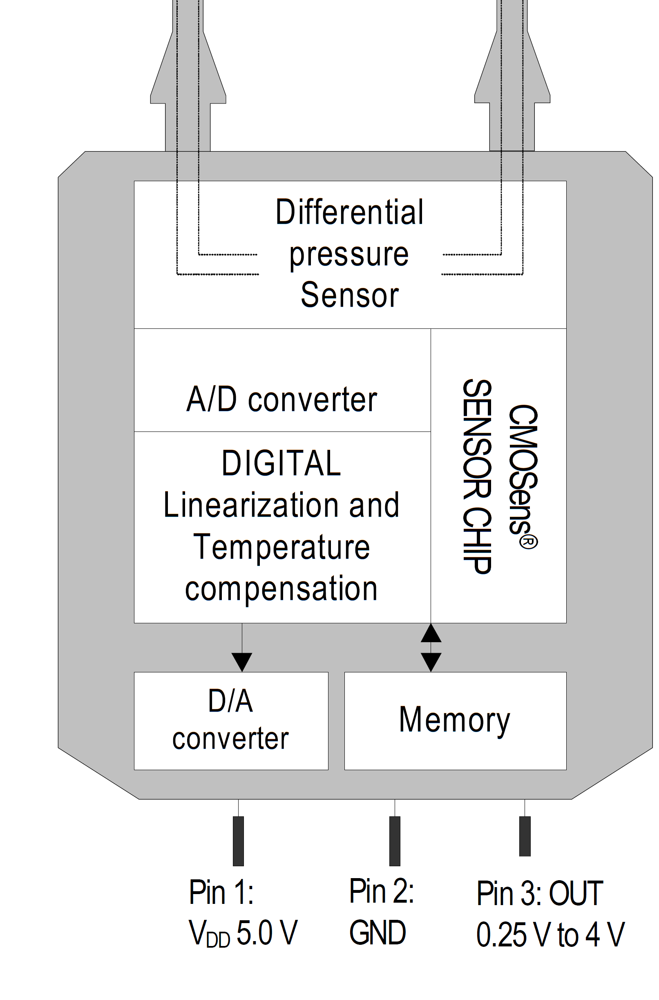 Differential
pressure
Sensor
A/D converter
DIGITAL
Linearization and
Temperature
compensation
CMOSens®
SENSOR CHIP
D/A
converter
Memory
Pin 1:
VDD 5.0 V
Pin 2:
GND
Pin 3: OUT
0.25 V to 4 V